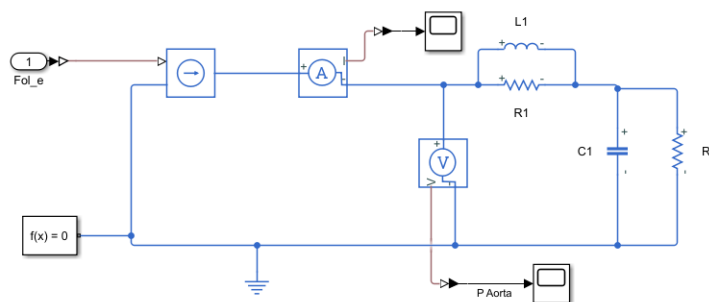 L1
1
Fol_e
A
R1
C1
R
V
V
f(x) = 0
P Aorta